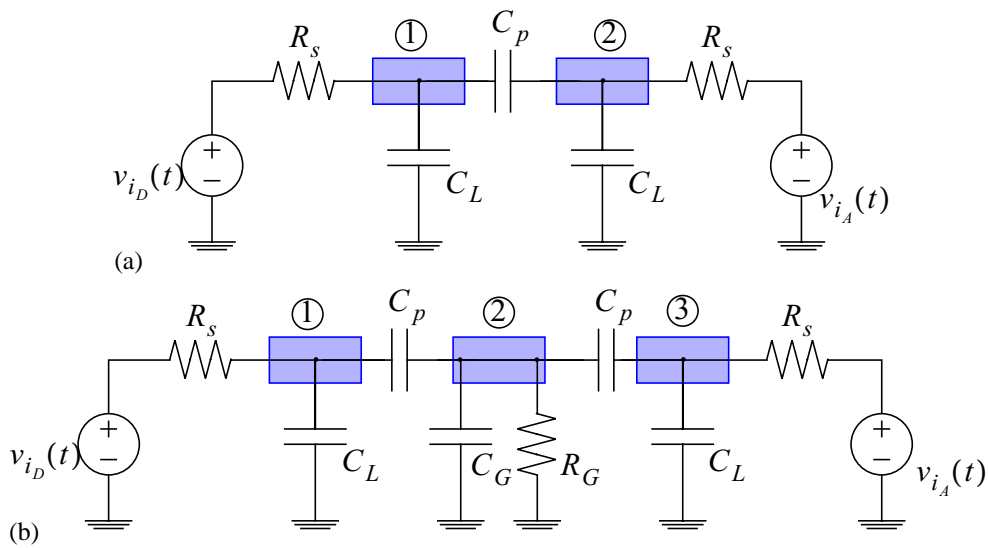 ① C_p ②
R_s R_s
v_{i_D}(t) C_L C_L v_{i_A}(t)
(a)
① C_p ② C_p ③
R_s R_s
v_{i_D}(t) C_L C_G R_G C_L v_{i_A}(t)
(b)